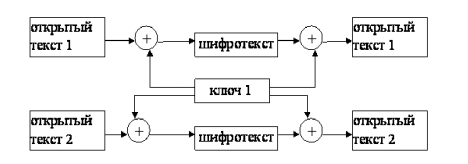 открытый
текст 1
+
шифротекст
+
открытый
текст 1
ключ 1
открытый
текст 2
+
шифротекст
+
открытый
текст 2